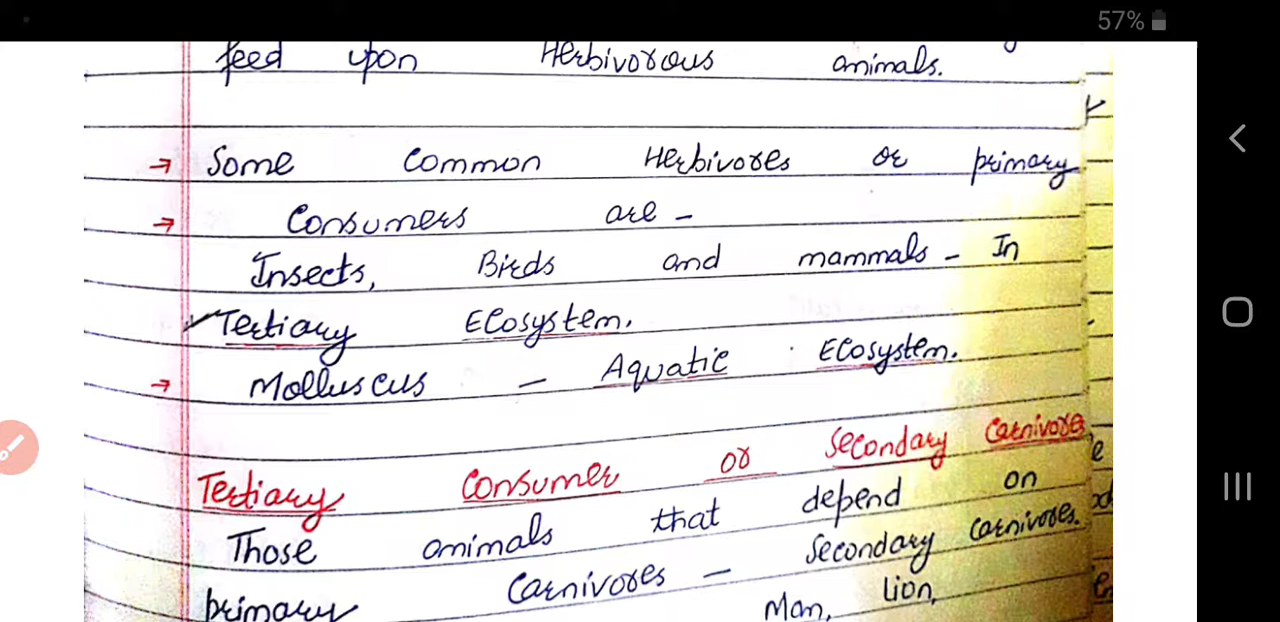 57%
feed upon Herbivorous animals.
→ Some common Herbivores or primary
→ Consumers are -
Insects, Birds and mammals - In
Tertiary Ecosystem.
→ Molluscus - Aquatic Ecosystem.
Tertiary Consumer or Secondary Carnivores
Those animals that depend on
primary Carnivores - Secondary Carnivores.
Man, lion,